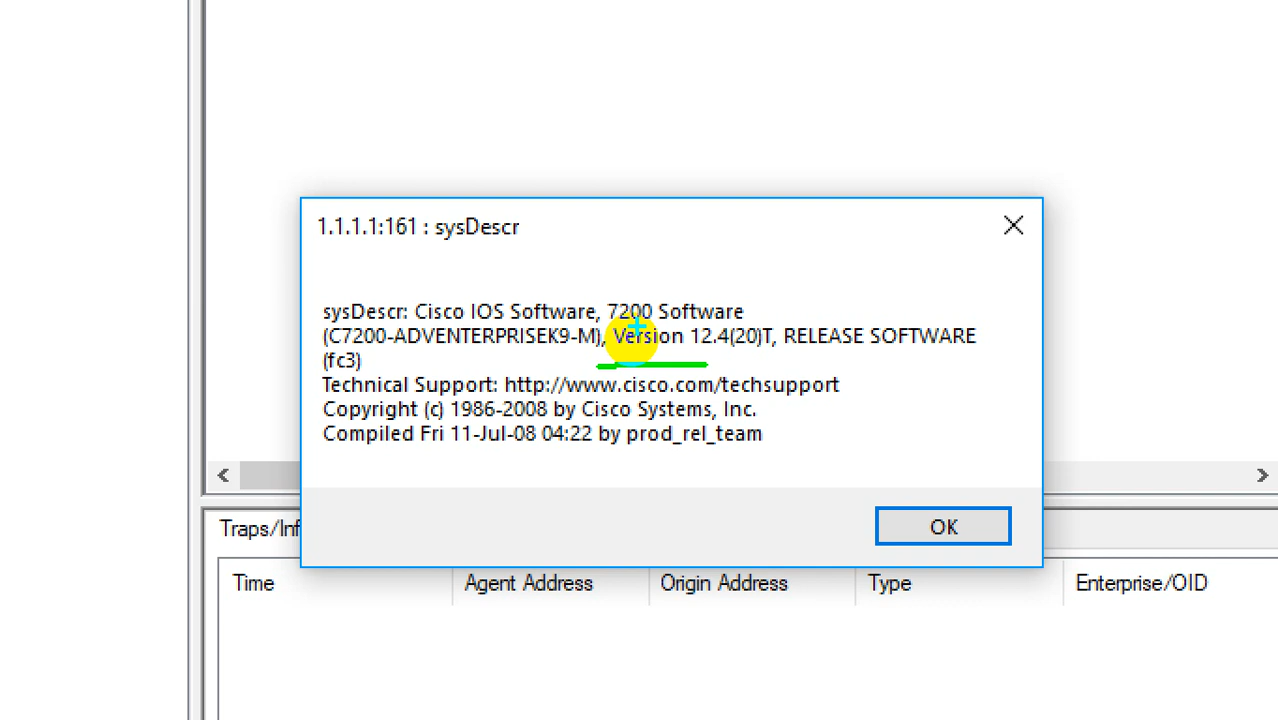 1.1.1.1:161 : sysDescr
sysDescr: Cisco IOS Software, 7200 Software
(C7200-ADVENTERPRISEK9-M), Version 12.4(20)T, RELEASE SOFTWARE
(fc3)
Technical Support: http://www.cisco.com/techsupport
Copyright (c) 1986-2008 by Cisco Systems, Inc.
Compiled Fri 11-Jul-08 04:22 by prod_rel_team
OK
Traps/Inf
Time Agent Address Origin Address Type Enterprise/OID